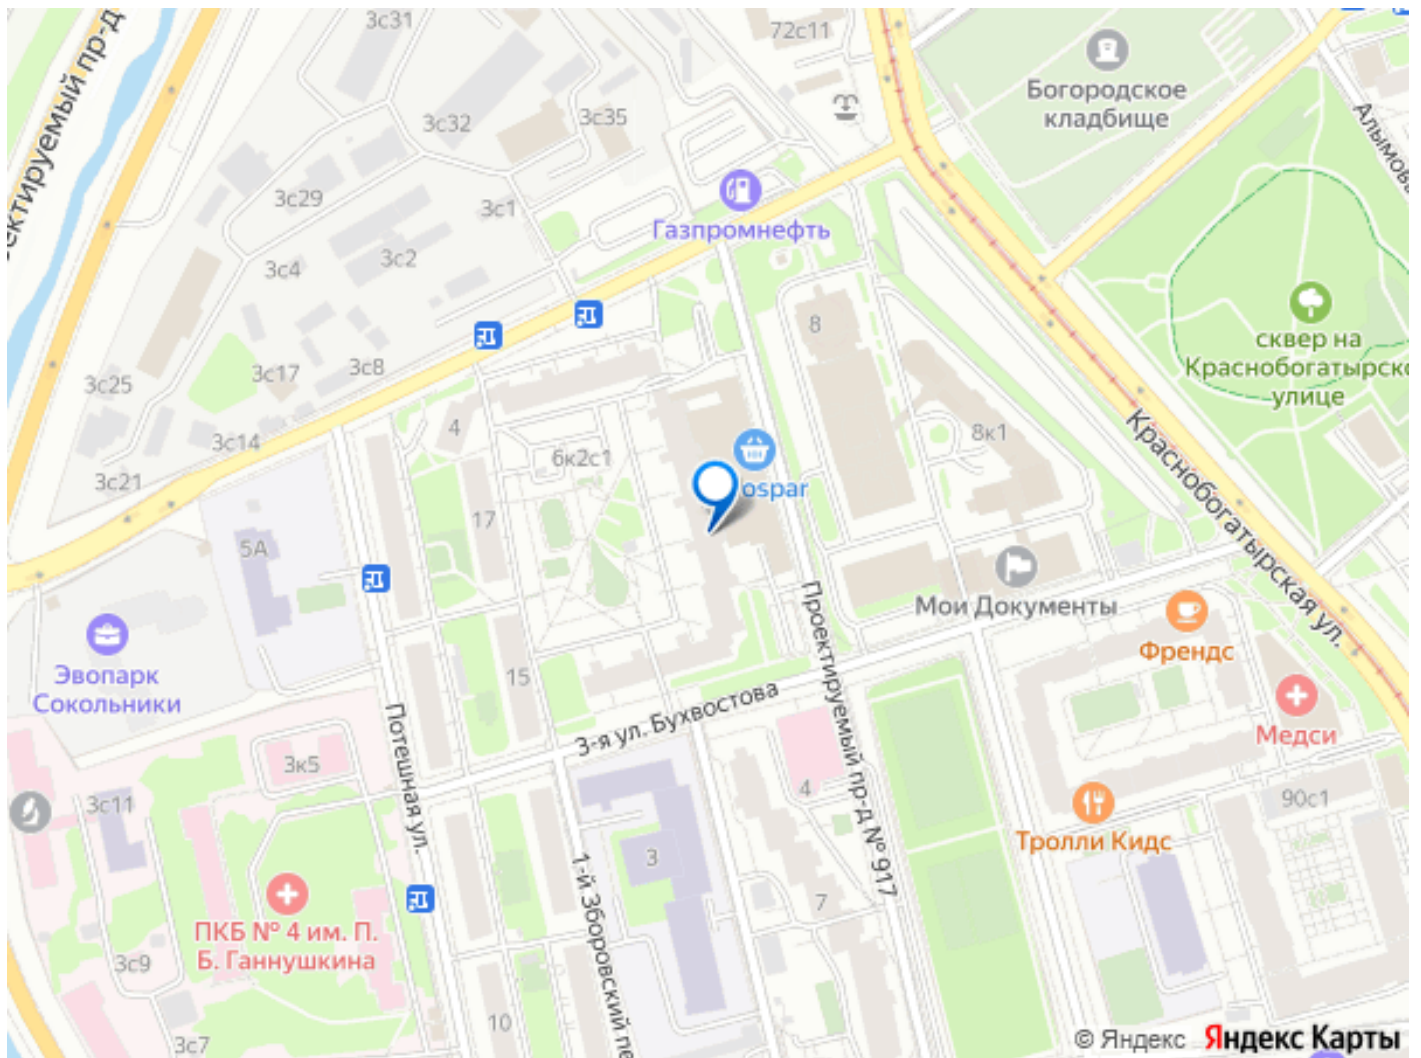 3с31
72с11
Богородское
кладбище
3с32
3с35
Алымова
ектируемый пр-д
3с29
3с1
Газпромнефть
3с4
3с2
8
сквер на
Краснобогатырско
улице
3с25
3с17
3с8
3с14
4
6к2с1
8к1
Краснобогатырская ул.
3с21
ospar
17
5А
Мои Документы
Проектируемый пр-д № 917
Френдс
Эвопарк
Сокольники
15
3-я ул. Бухвостова
Потешная ул.
Медси
3к5
3с11
4
90с1
Тролли Кидс
3
1-й Зборовский пе
7
ПКБ № 4 им. П.
Б. Ганнушкина
3с9
10
3с7
© Яндекс Яндекс Карты